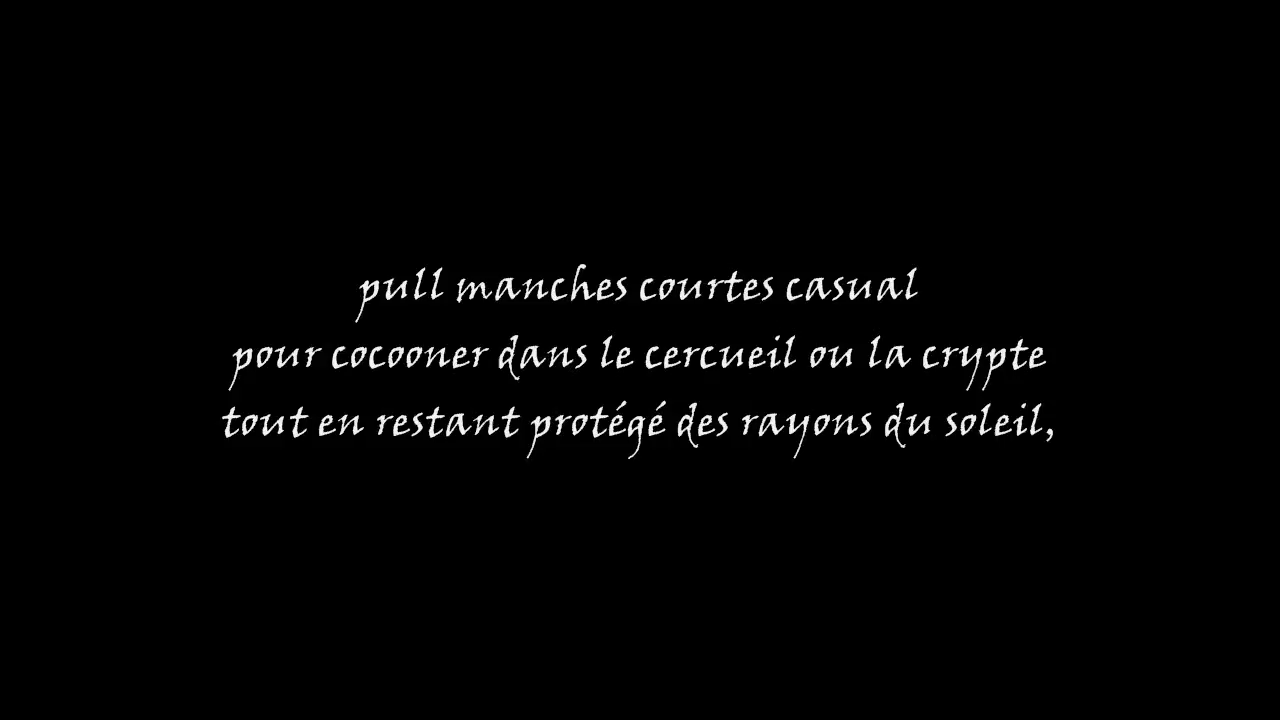 pull manches courtes casual
pour cocooner dans le cercueil ou la crypte
tout en restant protégé des rayons du soleil,